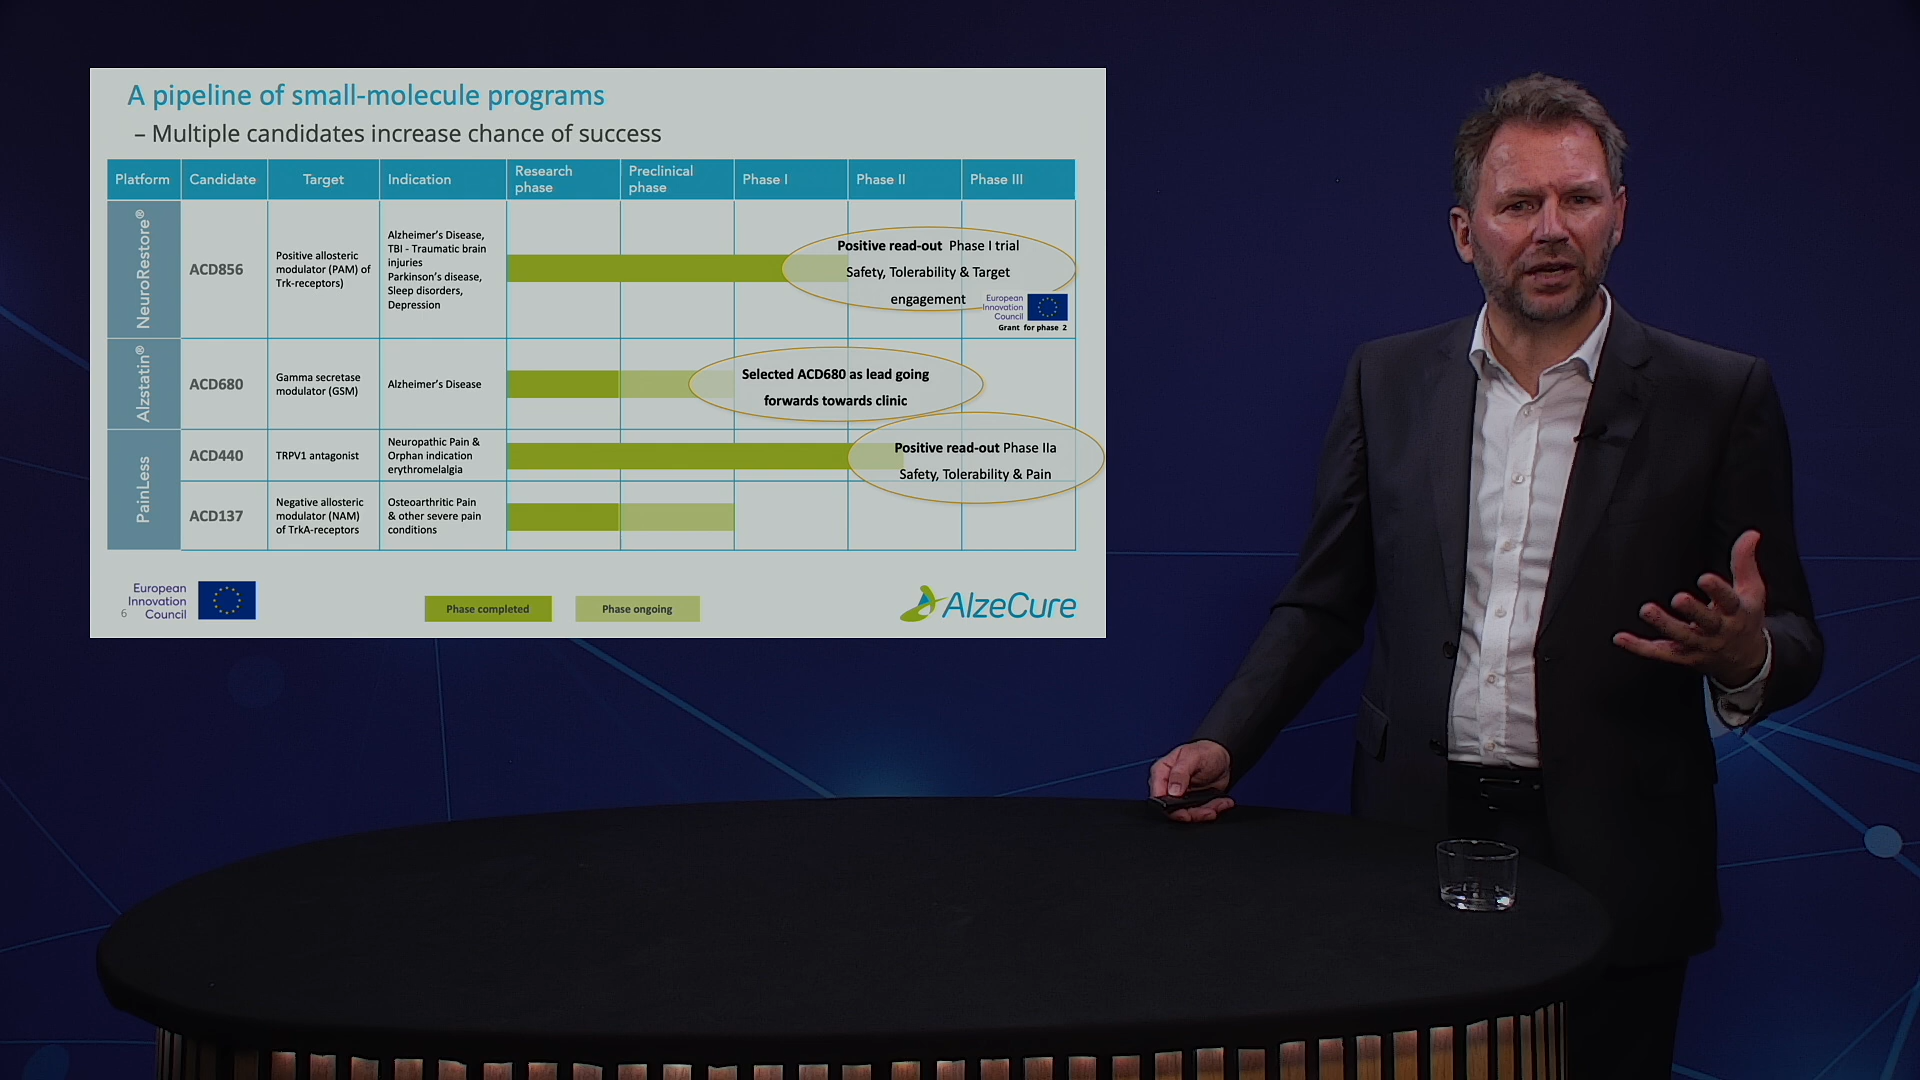 A pipeline of small-molecule programs
– Multiple candidates increase chance of success
Platform
Candidate
Target
Indication
Research
phase
Preclinical
phase
Phase I
Phase II
Phase III
NeuroRestore®
ACD856
Positive allosteric
modulator (PAM) of
Trk-receptors)
Alzheimer's Disease,
TBI - Traumatic brain
injuries
Parkinson's disease,
Sleep disorders,
Depression
Positive read-out Phase I trial
Safety, Tolerability & Target
engagement
European
Innovation
Council
Grant for phase 2
Alzstatin®
ACD680
Gamma secretase
modulator (GSM)
Alzheimer's Disease
Selected ACD680 as lead going
forwards towards clinic
PainLess
ACD440
TRPV1 antagonist
Neuropathic Pain &
Orphan indication
erythromelalgia
Positive read-out Phase IIa
Safety, Tolerability & Pain
ACD137
Negative allosteric
modulator (NAM)
of TrkA-receptors
Osteoarthritic Pain
& other severe pain
conditions
6
European
Innovation
Council
Phase completed
Phase ongoing
AlzeCure